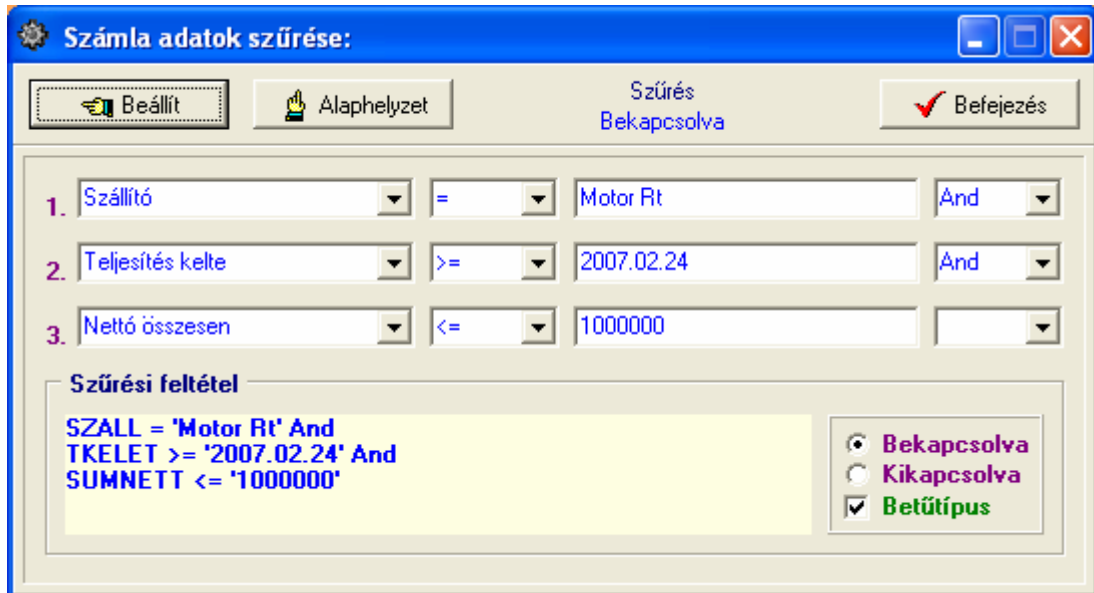 Számla adatok szűrése:
Beállít Alaphelyzet Szűrés Befejezés
Bekapcsolva
1. Szállító = Motor Rt And
2. Teljesítés kelte >= 2007.02.24 And
3. Nettó összesen <= 1000000
Szűrési feltétel
SZALL = 'Motor Rt' And
TKELET >= '2007.02.24' And
SUMNETT <= '1000000'
Bekapcsolva
Kikapcsolva
Betűtípus